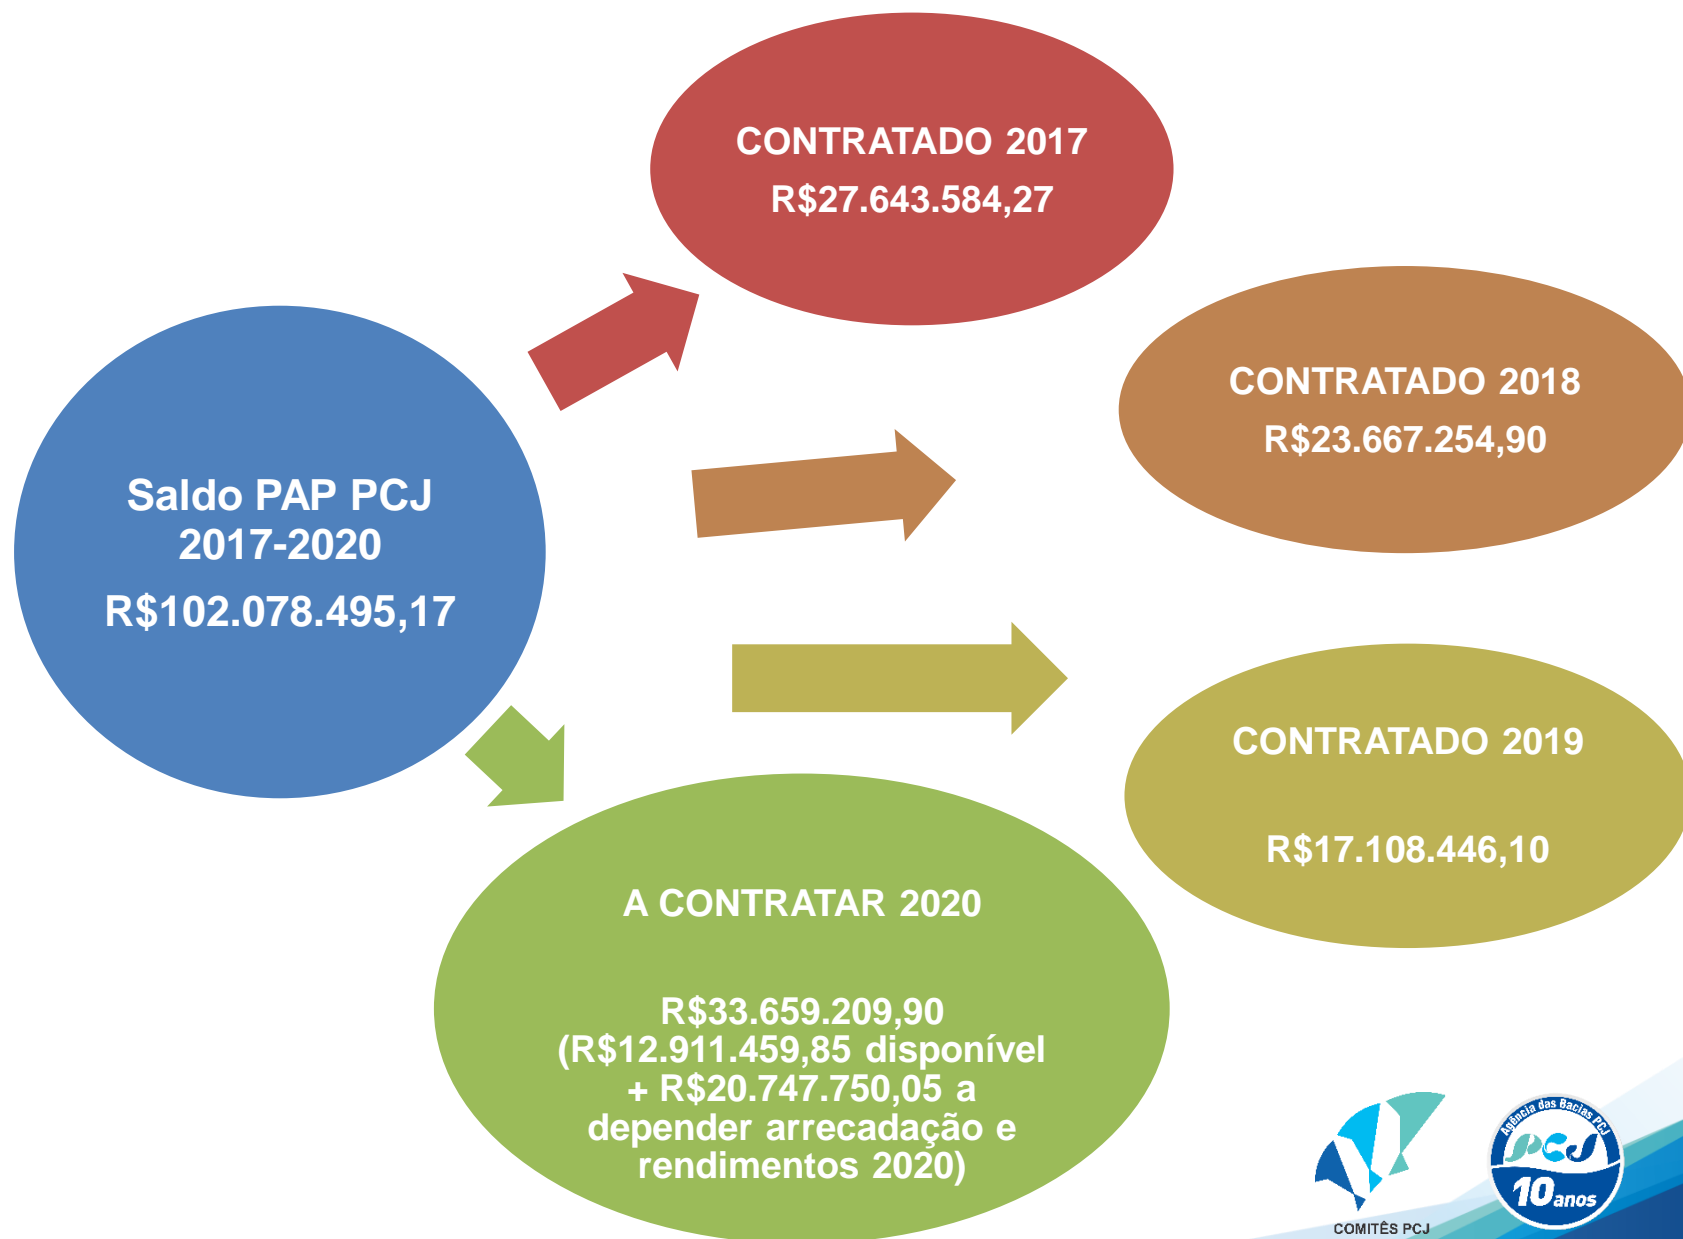 CONTRATADO 2017
R$27.643.584,27
CONTRATADO 2018
R$23.667.254,90
Saldo PAP PCJ
2017-2020
R$102.078.495,17
CONTRATADO 2019
R$17.108.446,10
A CONTRATAR 2020
R$33.659.209,90
(R$12.911.459,85 disponível
+ R$20.747.750,05 a
depender arrecadação e
rendimentos 2020)
COMITÊS PCJ
Agência das Bacias PCJ
PCJ
10 anos